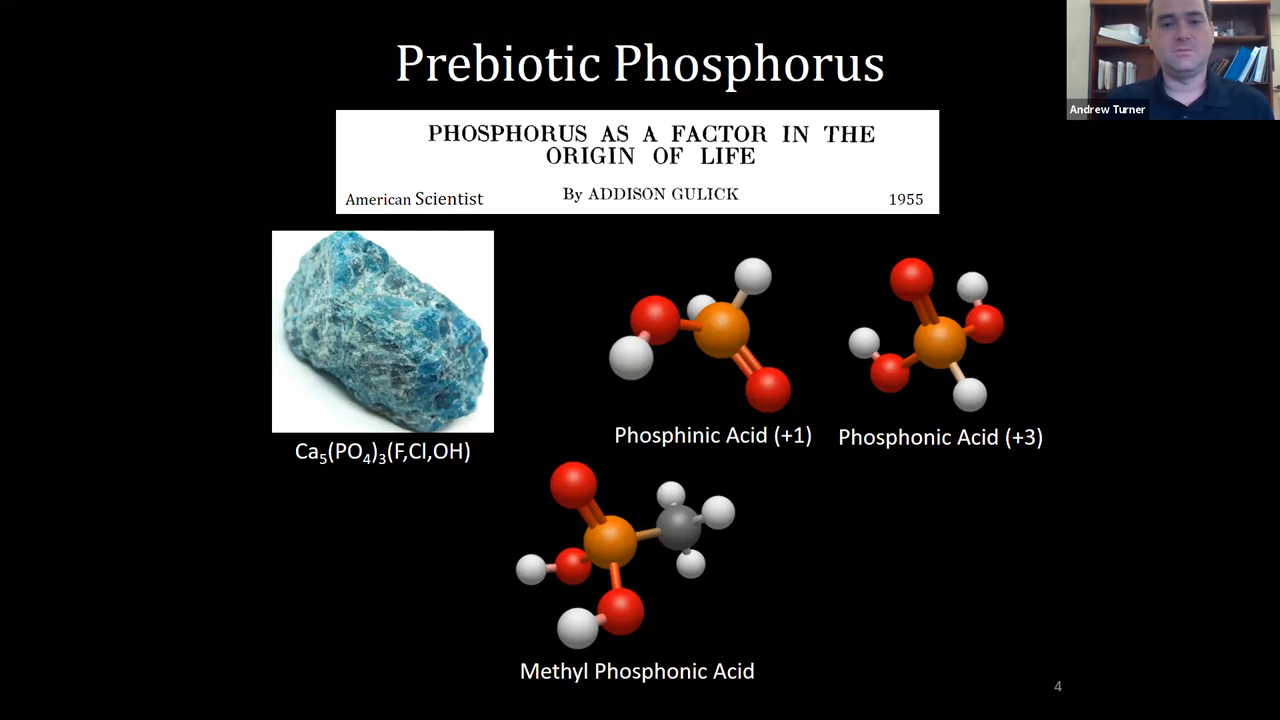 Prebiotic Phosphorus
Andrew Turner
PHOSPHORUS AS A FACTOR IN THE
ORIGIN OF LIFE
By ADDISON GULICK
American Scientist
1955
Phosphinic Acid (+1)
Phosphonic Acid (+3)
Ca₅(PO₄)₃(F,Cl,OH)
Methyl Phosphonic Acid
4